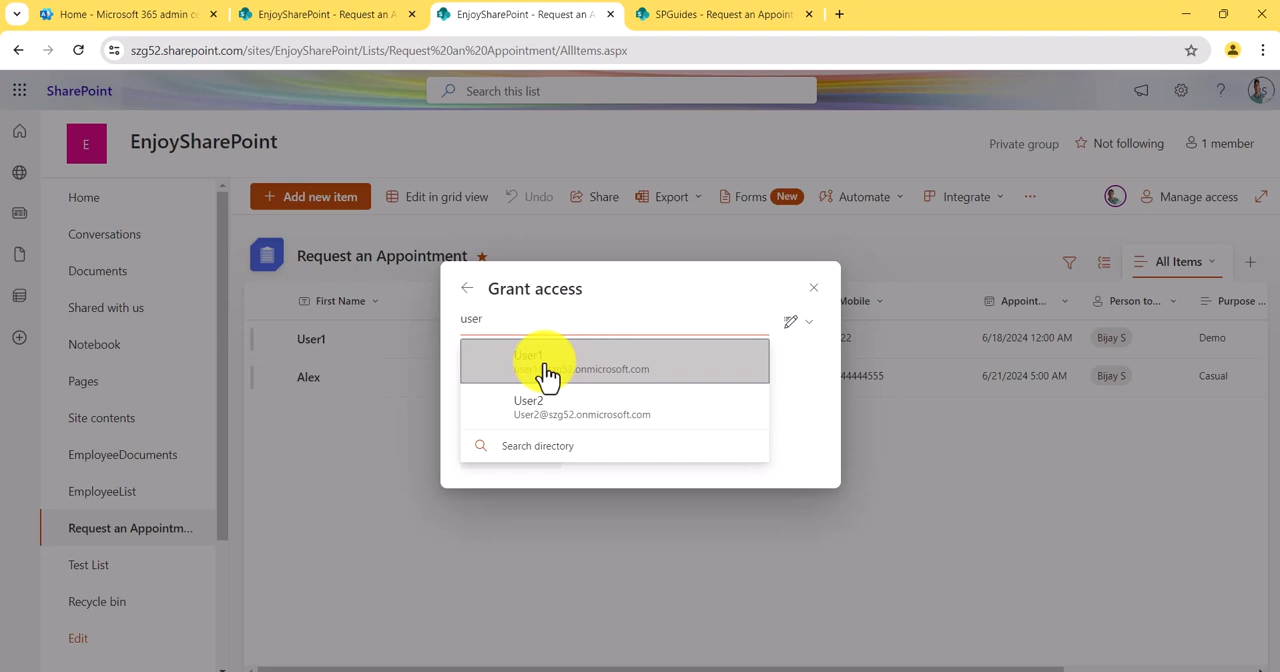 Home - Microsoft 365 admin ce
EnjoySharePoint - Request an A
EnjoySharePoint - Request an A
SPGuides - Request an Appoint
szg52.sharepoint.com/sites/EnjoySharePoint/Lists/Request%20an%20Appointment/AllItems.aspx
SharePoint
Search this list
E
EnjoySharePoint
Private group
Not following
1 member
Home
Conversations
Documents
Shared with us
Notebook
Pages
Site contents
EmployeeDocuments
EmployeeList
Request an Appointm...
Test List
Recycle bin
Edit
Add new item
Edit in grid view
Undo
Share
Export
Forms New
Automate
Integrate
Manage access
Request an Appointment
All Items
First Name
Mobile
Appoint...
Person to...
Purpose ...
User1
22
6/18/2024 12:00 AM
Bijay S
Demo
Alex
44444555
6/21/2024 5:00 AM
Bijay S
Casual
Grant access
user
User1
User2
User2@szg52.onmicrosoft.com
Search directory